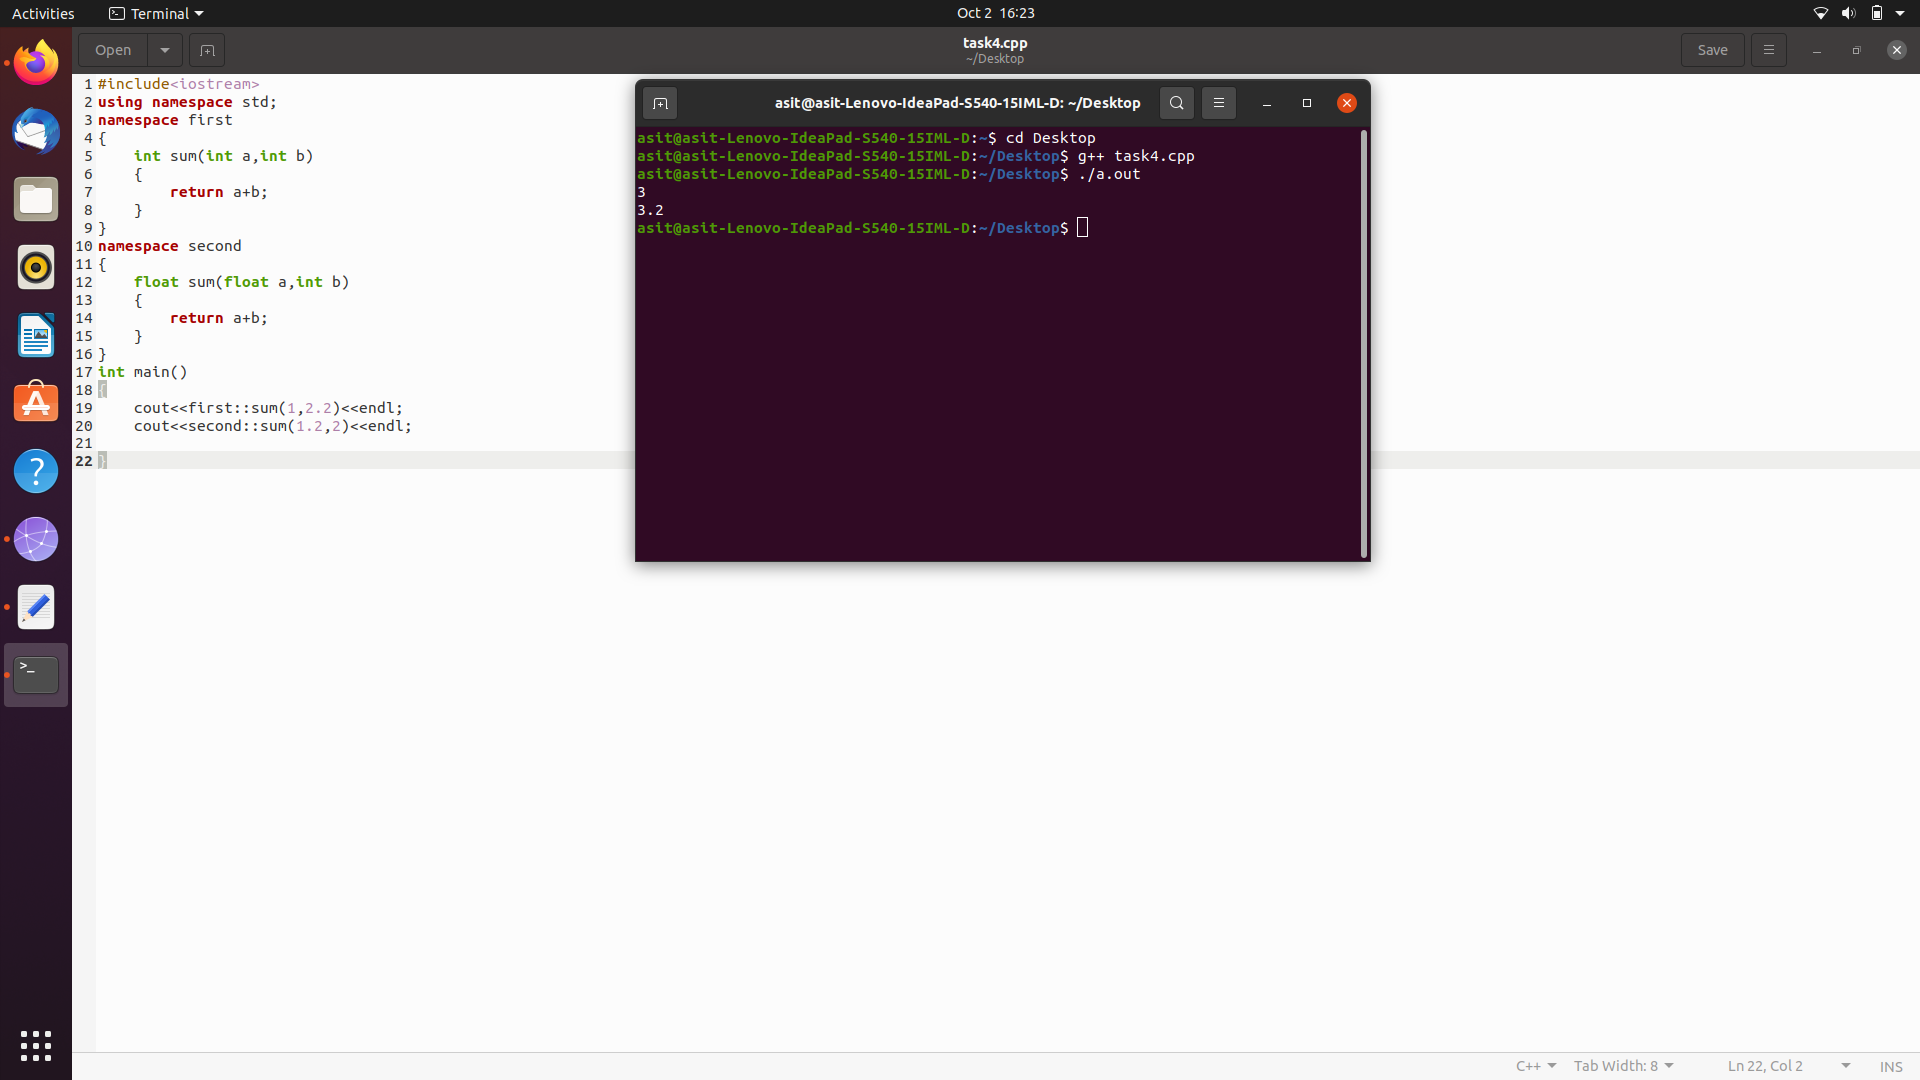 Activities
Terminal
Oct 2 16:23
Open
task4.cpp
~/Desktop
Save
1 #include<iostream>
2 using namespace std;
3 namespace first
4 {
5 int sum(int a,int b)
6 {
7 return a+b;
8 }
9 }
10 namespace second
11 {
12 float sum(float a,int b)
13 {
14 return a+b;
15 }
16 }
17 int main()
18 {
19 cout<<first::sum(1,2.2)<<endl;
20 cout<<second::sum(1.2,2)<<endl;
21
22 }
asit@asit-Lenovo-IdeaPad-S540-15IML-D: ~/Desktop
asit@asit-Lenovo-IdeaPad-S540-15IML-D:~$ cd Desktop
asit@asit-Lenovo-IdeaPad-S540-15IML-D:~/Desktop$ g++ task4.cpp
asit@asit-Lenovo-IdeaPad-S540-15IML-D:~/Desktop$ ./a.out
3
3.2
asit@asit-Lenovo-IdeaPad-S540-15IML-D:~/Desktop$
C++
Tab Width: 8
Ln 22, Col 2
INS